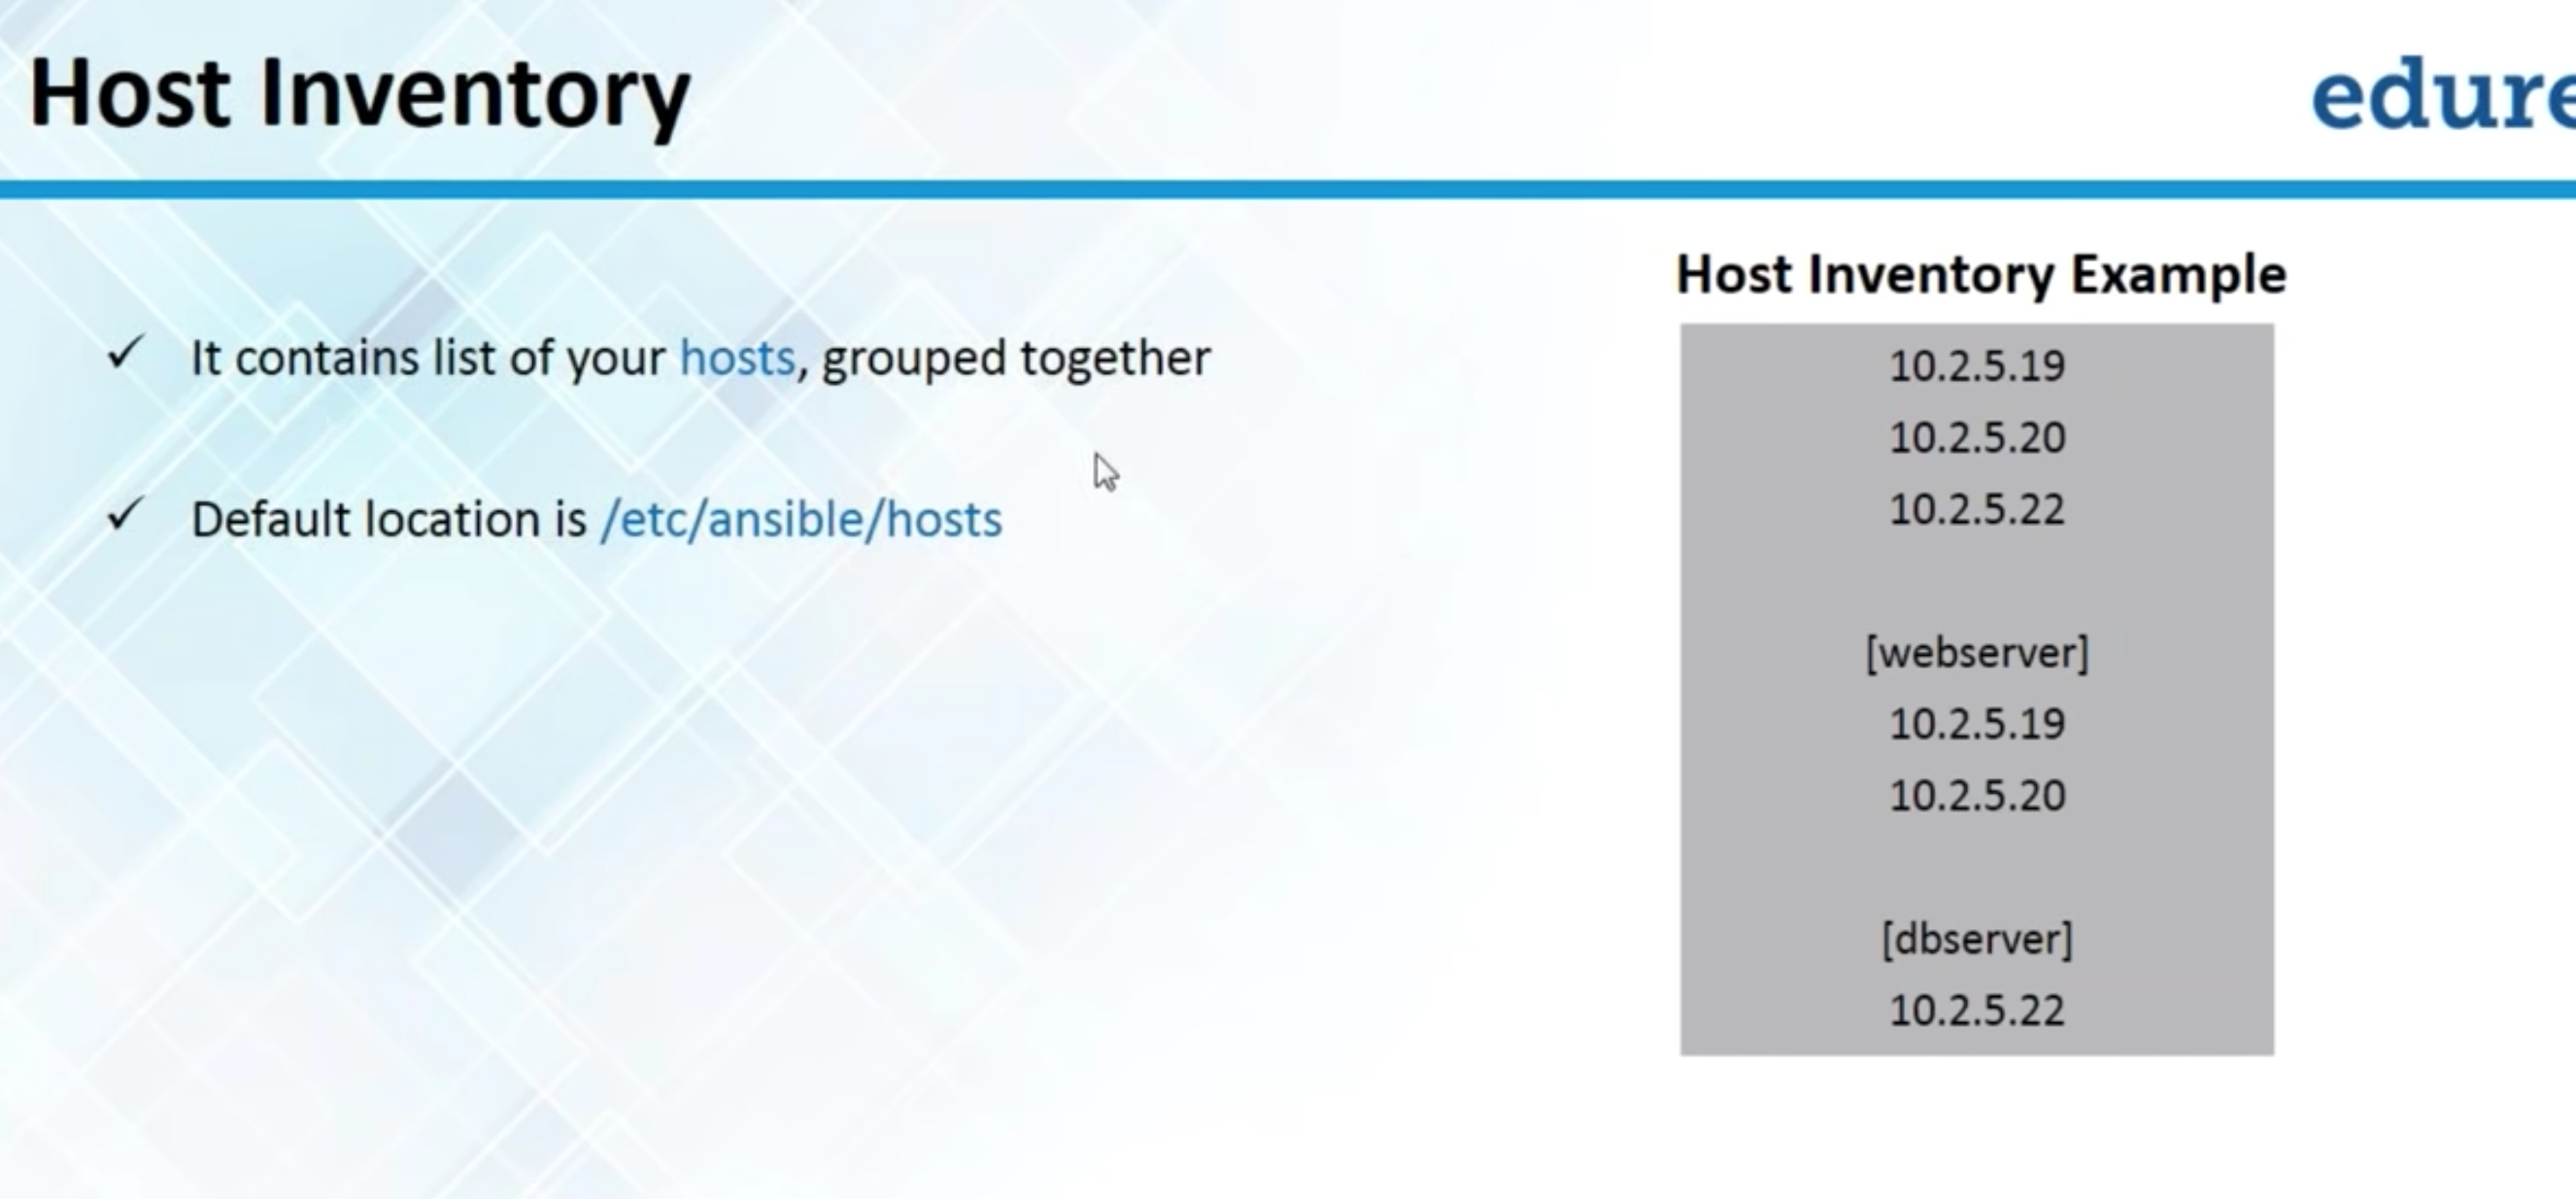 Host Inventory
edure
It contains list of your hosts, grouped together
Default location is /etc/ansible/hosts
Host Inventory Example
10.2.5.19
10.2.5.20
10.2.5.22
[webserver]
10.2.5.19
10.2.5.20
[dbserver]
10.2.5.22